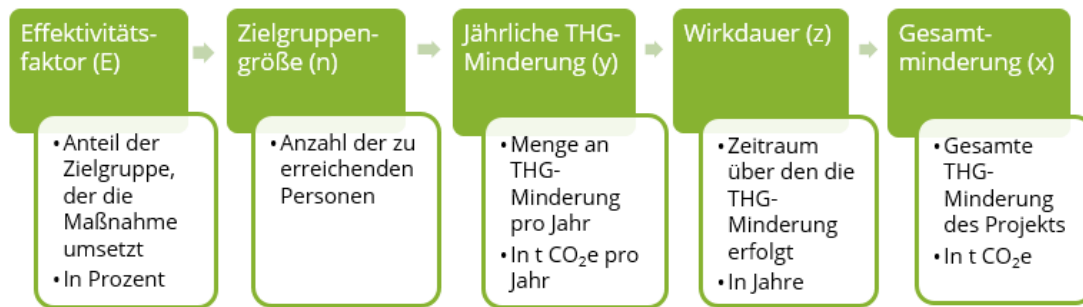 Effektivitäts-
faktor (E)
• Anteil der
Zielgruppe,
der die
Maßnahme
umsetzt
• In Prozent
Zielgruppen-
größe (n)
• Anzahl der zu
erreichenden
Personen
Jährliche THG-
Minderung (y)
• Menge an
THG-
Minderung
pro Jahr
• In t CO₂e pro
Jahr
Wirkdauer (z)
• Zeitraum
über den die
THG-
Minderung
erfolgt
• In Jahre
Gesamt-
minderung (x)
• Gesamte
THG-
Minderung
des Projekts
• In t CO₂e